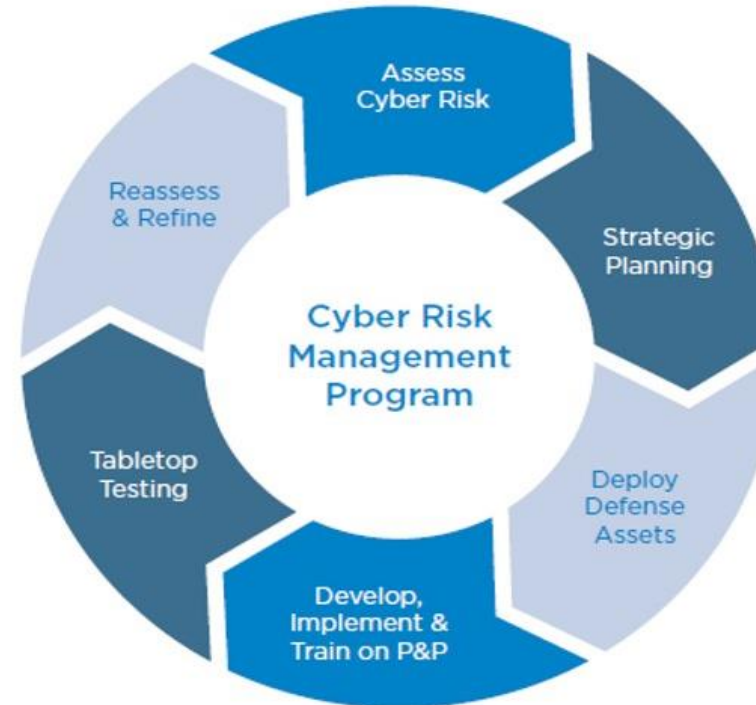 Assess
Cyber Risk
Strategic
Planning
Deploy
Defense
Assets
Develop,
Implement &
Train on P&P
Tabletop
Testing
Reassess
& Refine
Cyber Risk
Management
Program